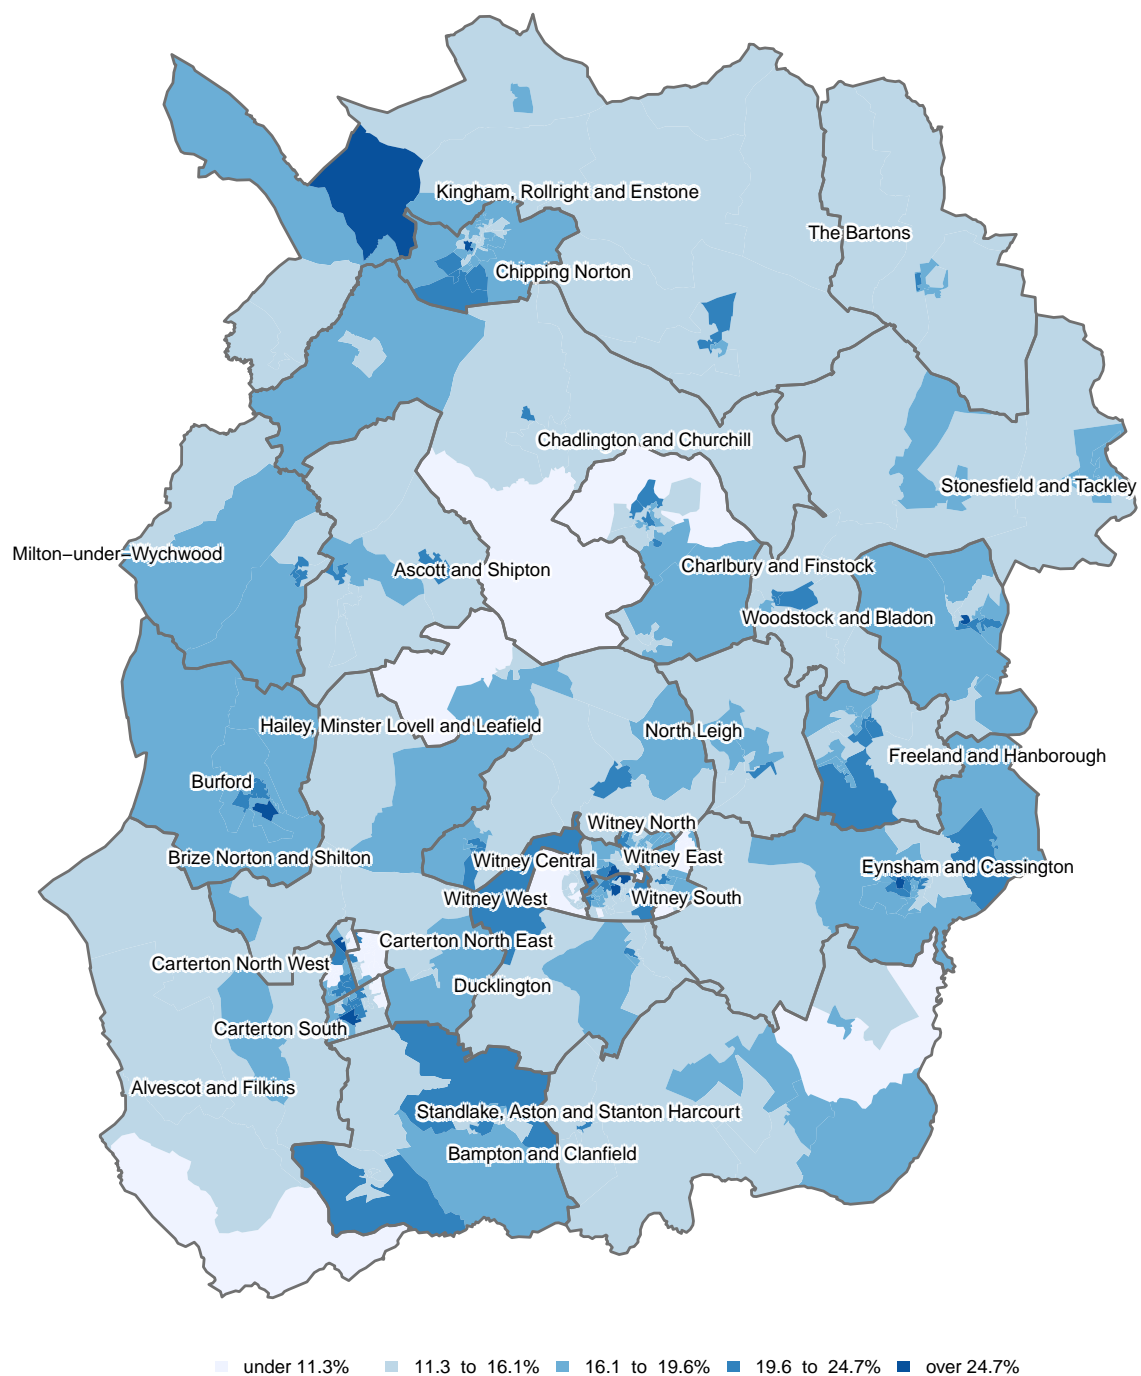 Kingham, Rollright and Enstone
The Bartons
Chipping Norton
Chadlington and Churchill
Stonesfield and Tackley
Milton−under−Wychwood
Ascott and Shipton
Charlbury and Finstock
Woodstock and Bladon
Hailey, Minster Lovell and Leafield
North Leigh
Freeland and Hanborough
Burford
Witney North
Brize Norton and Shilton
Witney Central
Witney East
Eynsham and Cassington
Witney West
Witney South
Carterton North East
Carterton North West
Ducklington
Carterton South
Alvescot and Filkins
Standlake, Aston and Stanton Harcourt
Bampton and Clanfield
under 11.3% 11.3 to 16.1% 16.1 to 19.6% 19.6 to 24.7% over 24.7%